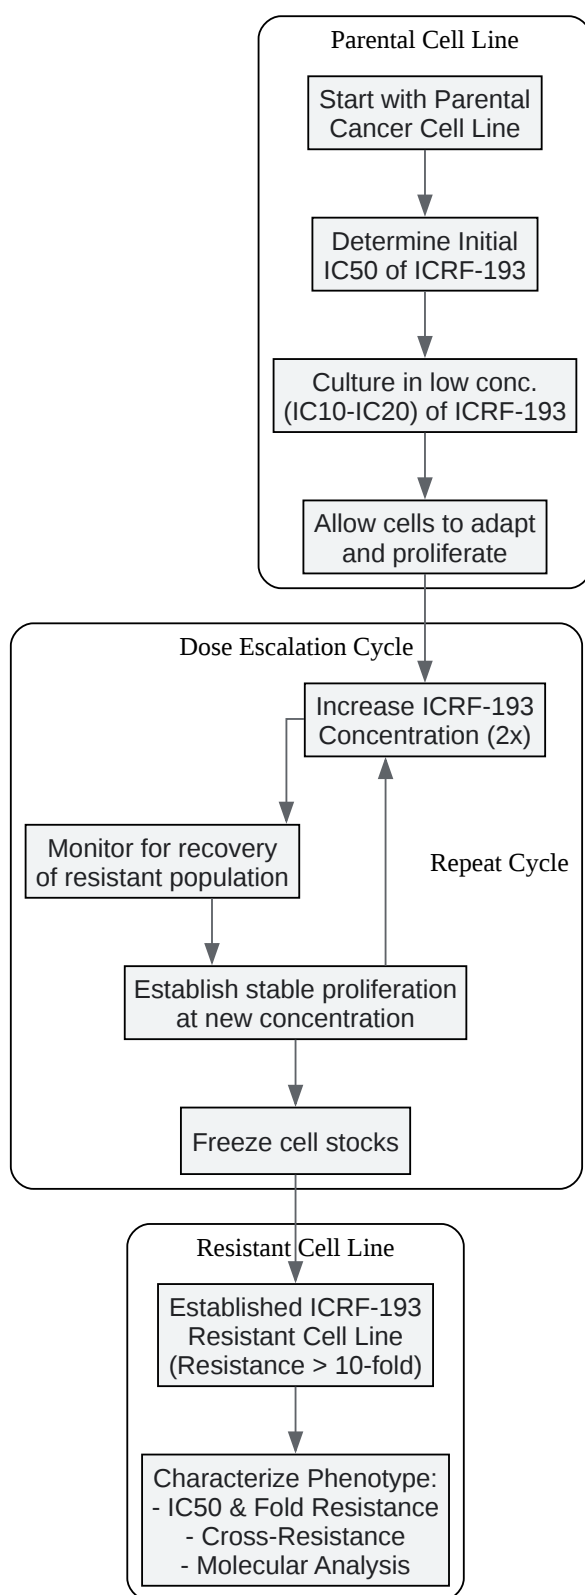 Parental Cell Line
Start with Parental
Cancer Cell Line
Determine Initial
IC50 of ICRF-193
Culture in low conc.
(IC10-IC20) of ICRF-193
Allow cells to adapt
and proliferate
Dose Escalation Cycle
Increase ICRF-193
Concentration (2x)
Monitor for recovery
of resistant population
Repeat Cycle
Establish stable proliferation
at new concentration
Freeze cell stocks
Resistant Cell Line
Established ICRF-193
Resistant Cell Line
(Resistance > 10-fold)
Characterize Phenotype:
- IC50 & Fold Resistance
- Cross-Resistance
- Molecular Analysis